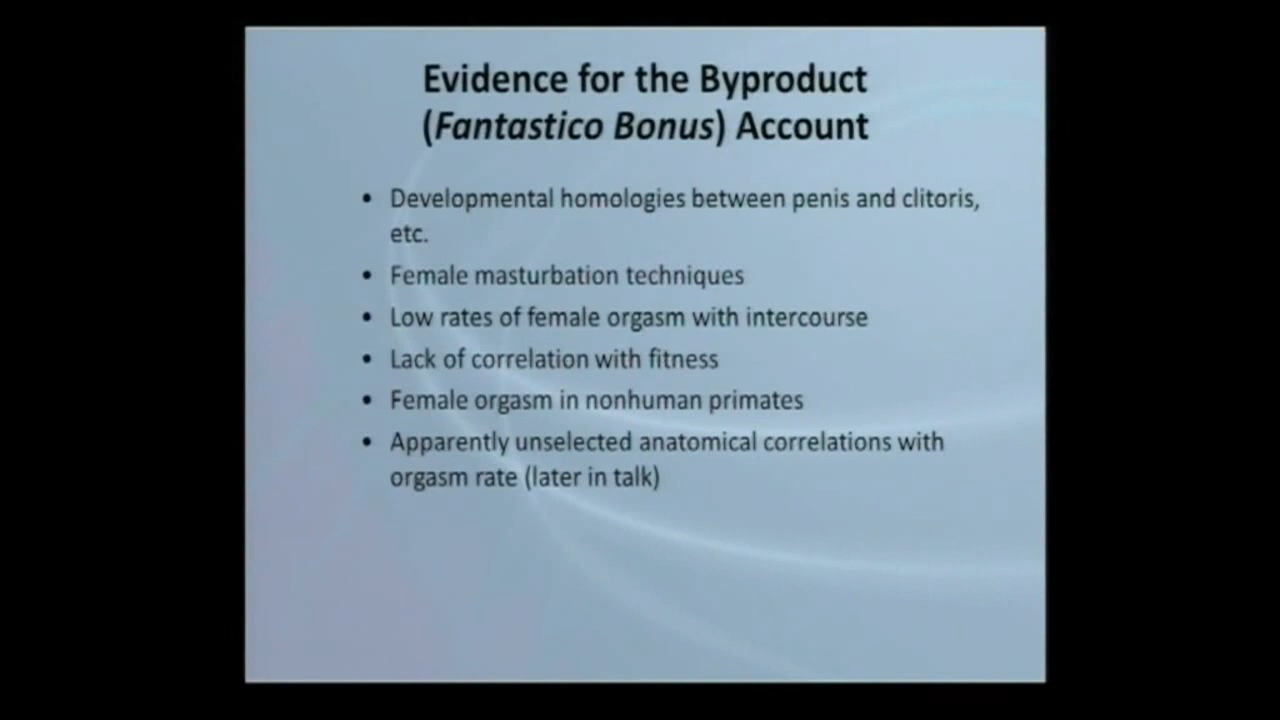 Evidence for the Byproduct
(Fantastico Bonus) Account
• Developmental homologies between penis and clitoris,
etc.
• Female masturbation techniques
• Low rates of female orgasm with intercourse
• Lack of correlation with fitness
• Female orgasm in nonhuman primates
• Apparently unselected anatomical correlations with
orgasm rate (later in talk)